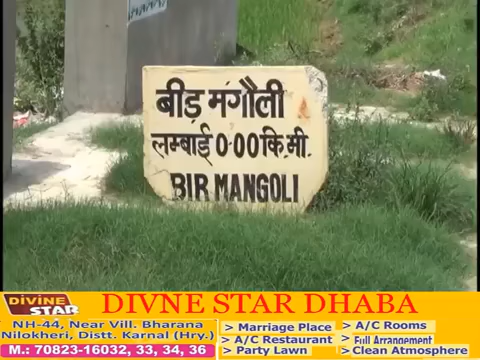 बीड़ मंगौली
लम्बाई 0.00 कि.मी.
BIR MANGOLI
DIVINE STAR
DIVNE STAR DHABA
NH-44, Near Vill. Bharana
Nilokheri, Distt. Karnal (Hry.)
M.: 70823-16032, 33, 34, 36
> Marriage Place
> A/C Restaurant
> Party Lawn
> A/C Rooms
> Full Arrangement
> Clean Atmosphere